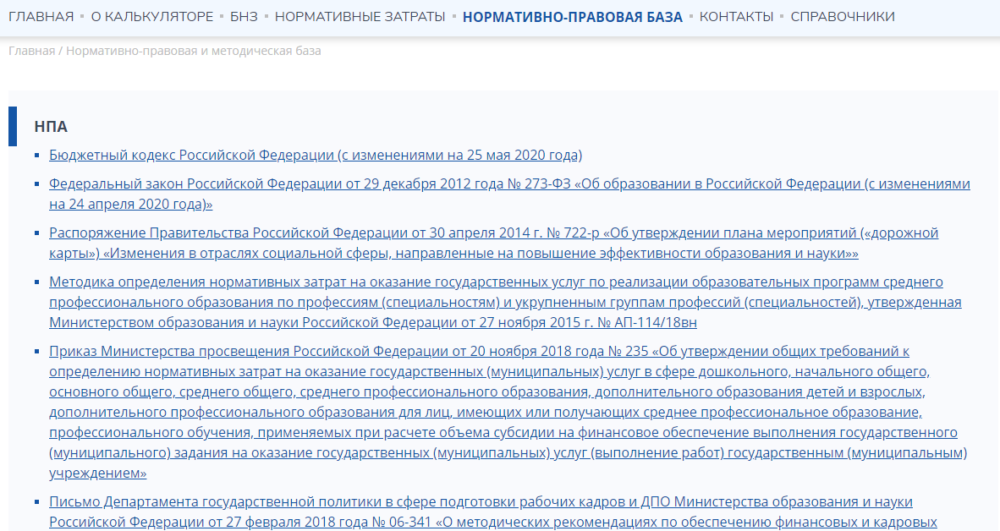 ГЛАВНАЯ О КАЛЬКУЛЯТОРЕ БНЗ НОРМАТИВНЫЕ ЗАТРАТЫ НОРМАТИВНО-ПРАВОВАЯ БАЗА КОНТАКТЫ СПРАВОЧНИКИ
Главная / Нормативно-правовая и методическая база
НПА
Бюджетный кодекс Российской Федерации (с изменениями на 25 мая 2020 года)
Федеральный закон Российской Федерации от 29 декабря 2012 года № 273-ФЗ «Об образовании в Российской Федерации (с изменениями
на 24 апреля 2020 года)»
Распоряжение Правительства Российской Федерации от 30 апреля 2014 г. № 722-р «Об утверждении плана мероприятий («дорожной
карты») «Изменения в отраслях социальной сферы, направленные на повышение эффективности образования и науки»»
Методика определения нормативных затрат на оказание государственных услуг по реализации образовательных программ среднего
профессионального образования по профессиям (специальностям) и укрупненным группам профессий (специальностей), утвержденная
Министерством образования и науки Российской Федерации от 27 ноября 2015 г. № АП-114/18вн
Приказ Министерства просвещения Российской Федерации от 20 ноября 2018 года № 235 «Об утверждении общих требований к
определению нормативных затрат на оказание государственных (муниципальных) услуг в сфере дошкольного, начального общего,
основного общего, среднего общего, среднего профессионального образования, дополнительного образования детей и взрослых,
дополнительного профессионального образования для лиц, имеющих или получающих среднее профессиональное образование,
профессионального обучения, применяемых при расчете объема субсидии на финансовое обеспечение выполнения государственного
(муниципального) задания на оказание государственных (муниципальных) услуг (выполнение работ) государственным (муниципальным)
учреждением»
Письмо Департамента государственной политики в сфере подготовки рабочих кадров и ДПО Министерства образования и науки
Российской Федерации от 27 февраля 2018 года № 06-341 «О методических рекомендациях по обеспечению финансовых и кадровых